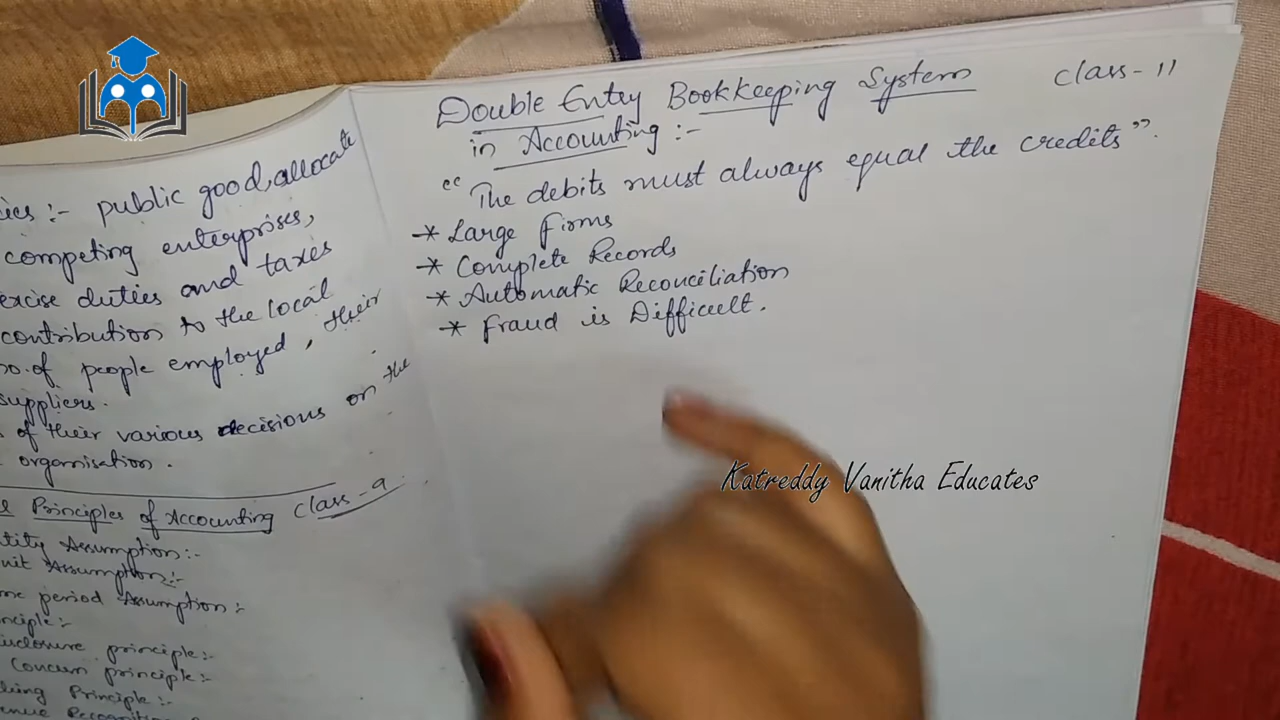 public good, allocate
competing enterprises,
excise duties and taxes
contribution to the local
no. of people employed, their
suppliers.
of their various decisions on the
organisation.
Principles of Accounting Class-9
Assumption:-
Assumption:-
period Assumption:-
principle:-
Concern principle:-
Principle:-
Double Entry Bookkeeping System Class-11
in Accounting:-
"The debits must always equal the credits".
* Large Firms
* Complete Records
* Automatic Reconciliation
* Fraud is Difficult.
Katreddy Vanitha Educates